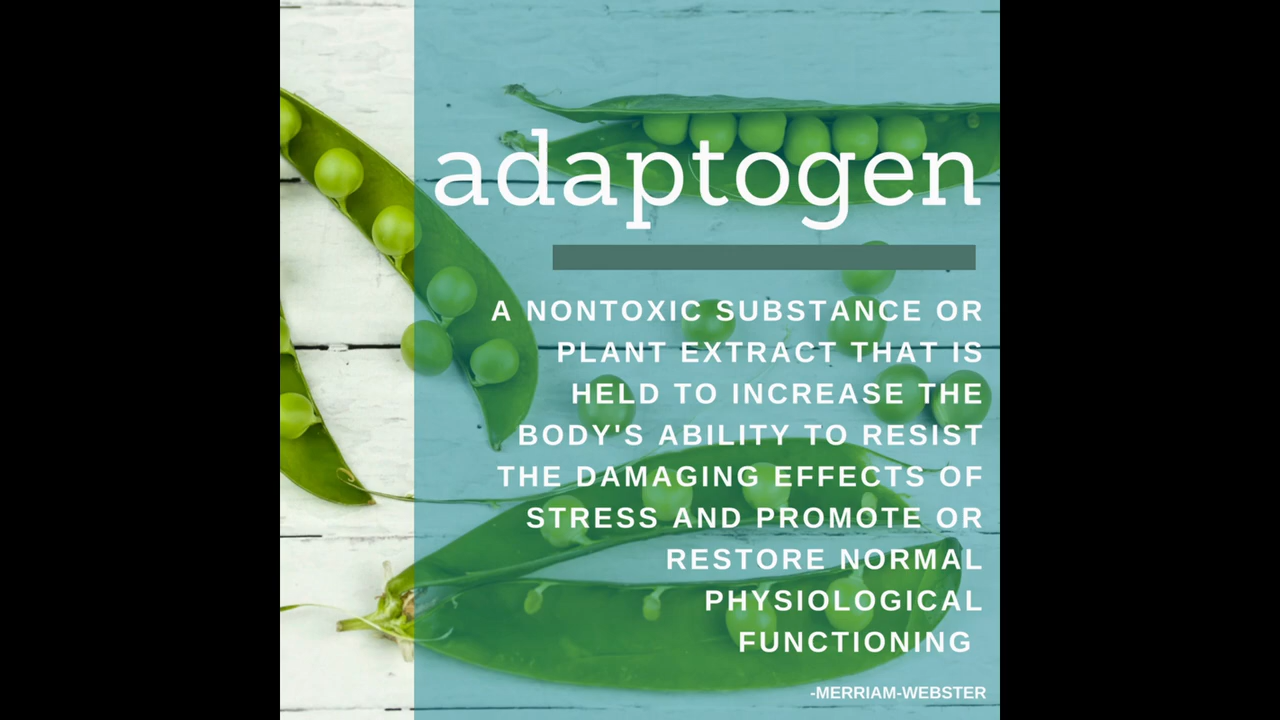 adaptogen
A NONTOXIC SUBSTANCE OR
PLANT EXTRACT THAT IS
HELD TO INCREASE THE
BODY'S ABILITY TO RESIST
THE DAMAGING EFFECTS OF
STRESS AND PROMOTE OR
RESTORE NORMAL
PHYSIOLOGICAL
FUNCTIONING
-MERRIAM-WEBSTER